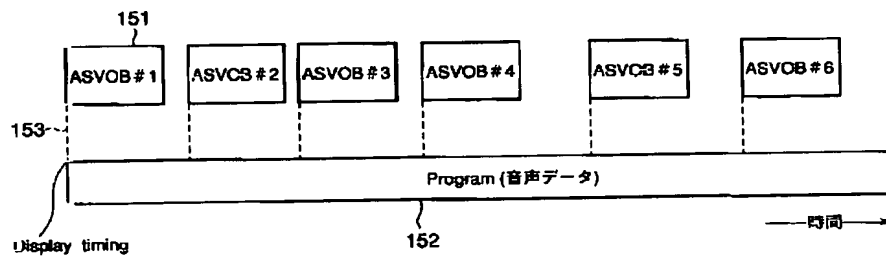 151
ASVOB#1
ASVOB#2
ASVOB#3
ASVOB#4
ASVOB#5
ASVOB#6
153
Program (音声データ)
Display timing
152
時間